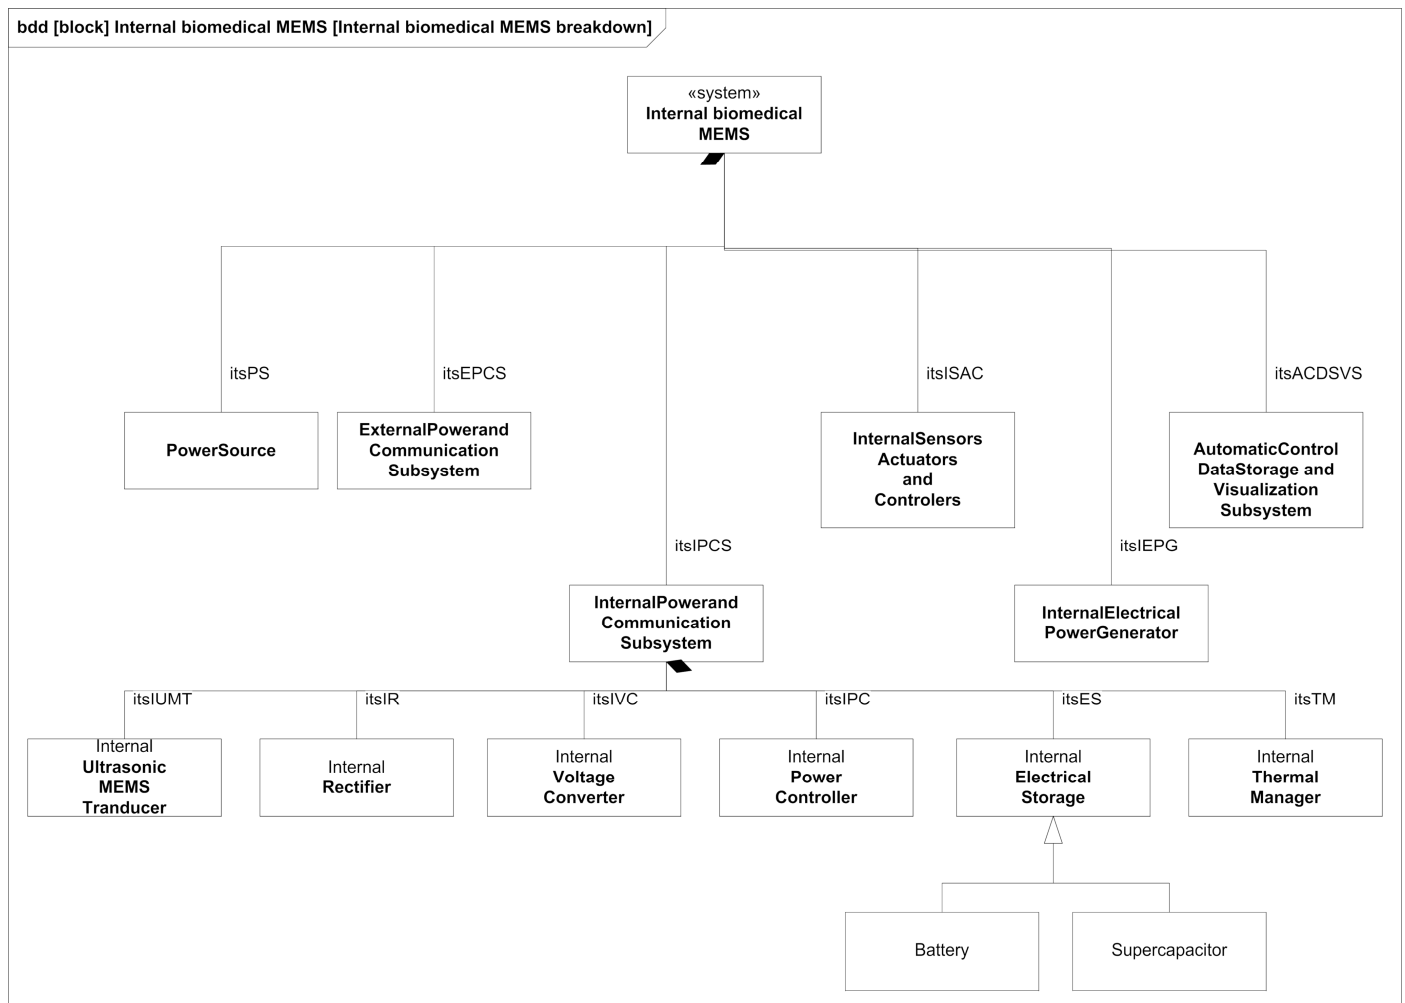 bdd [block] Internal biomedical MEMS [Internal biomedical MEMS breakdown]
«system»
Internal biomedical
MEMS
itsPS
itsEPCS
itsISAC
itsACDSVS
PowerSource
ExternalPowerand
Communication
Subsystem
InternalSensors
Actuators
and
Controlers
AutomaticControl
DataStorage and
Visualization
Subsystem
itsIPCS
itsIEPG
InternalPowerand
Communication
Subsystem
InternalElectrical
PowerGenerator
itsIUMT
itsIR
itsIVC
itsIPC
itsES
itsTM
Internal
Ultrasonic
MEMS
Tranducer
Internal
Rectifier
Internal
Voltage
Converter
Internal
Power
Controller
Internal
Electrical
Storage
Internal
Thermal
Manager
Battery
Supercapacitor